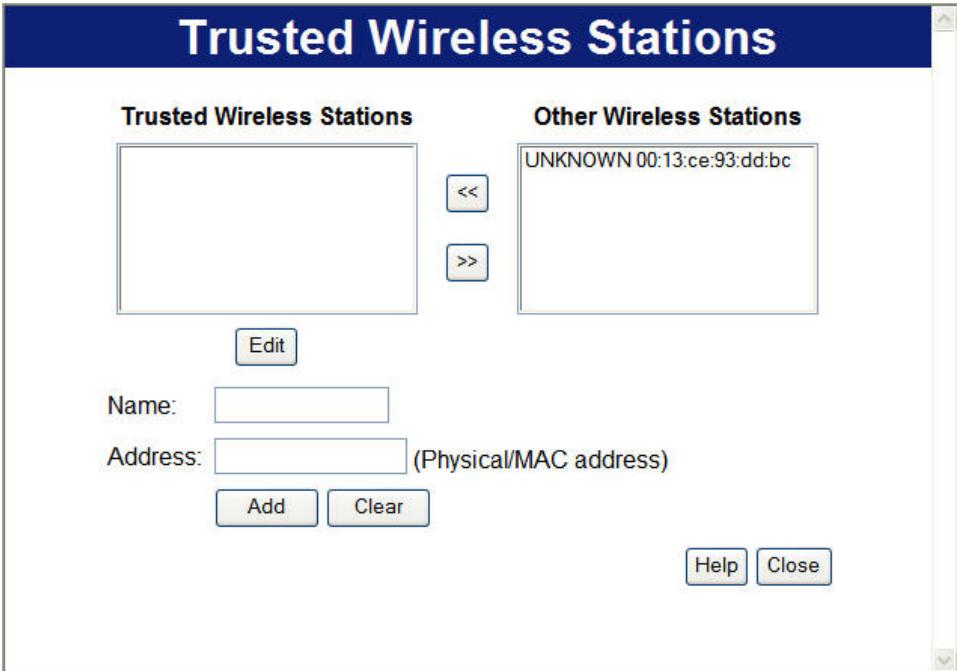 Trusted Wireless Stations
Trusted Wireless Stations
Other Wireless Stations
UNKNOWN 00:13:ce:93:dd:bc
<<
>>
Edit
Name:
Address:
(Physical/MAC address)
Add
Clear
Help
Close